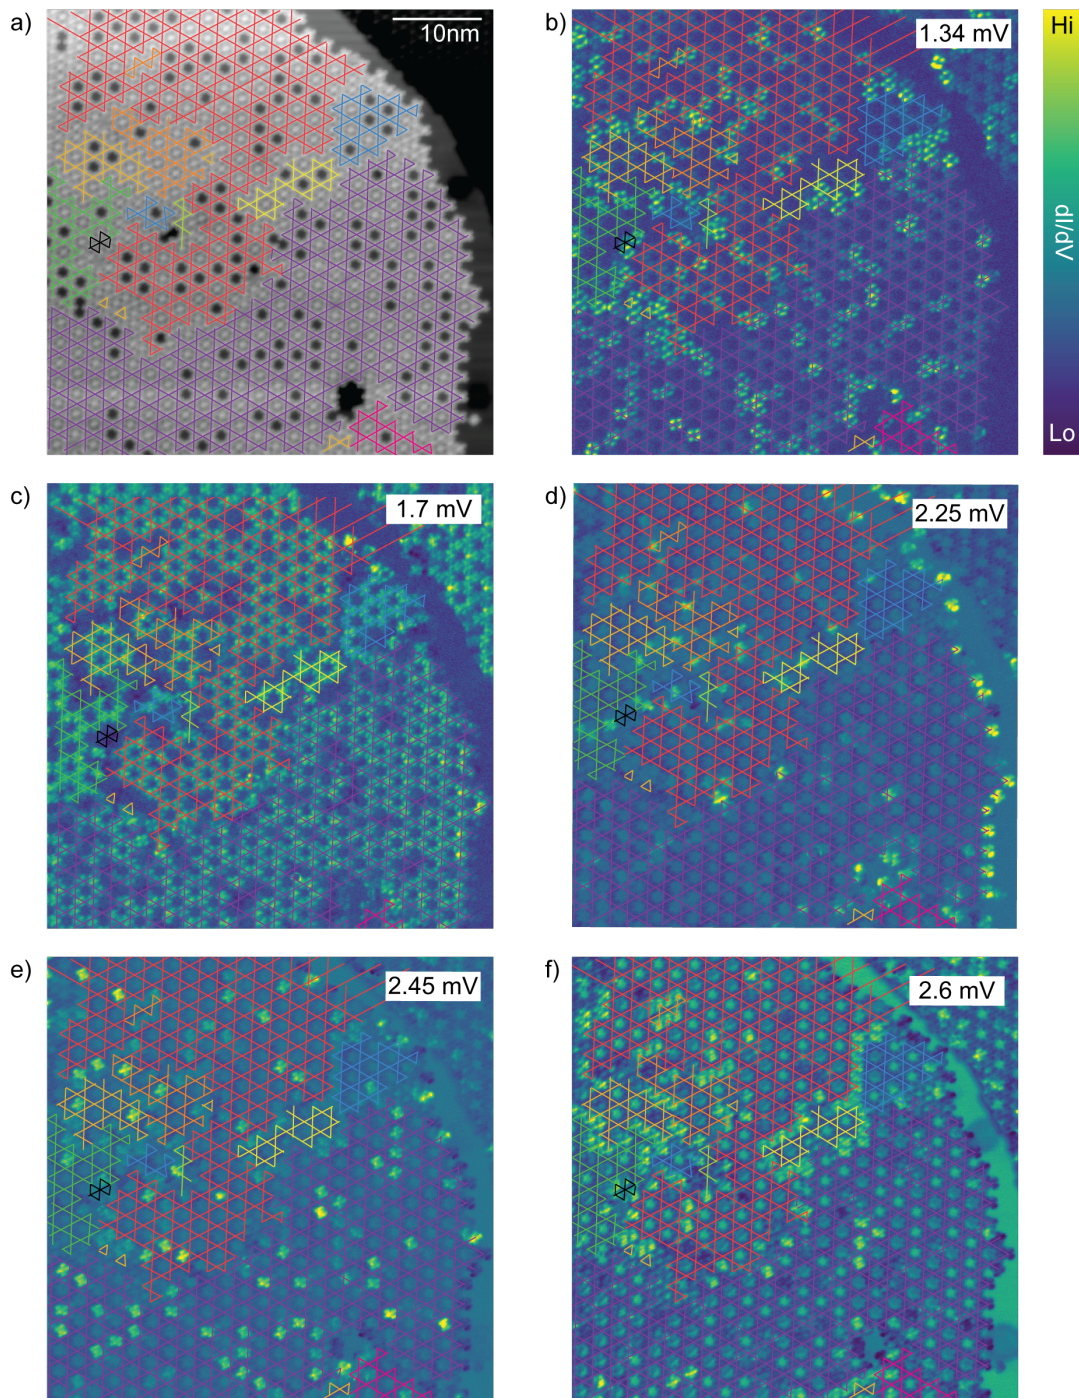 a)
10nm
b)
1.34 mV
Hi
dI/dV
Lo
c)
1.7 mV
d)
2.25 mV
e)
2.45 mV
f)
2.6 mV